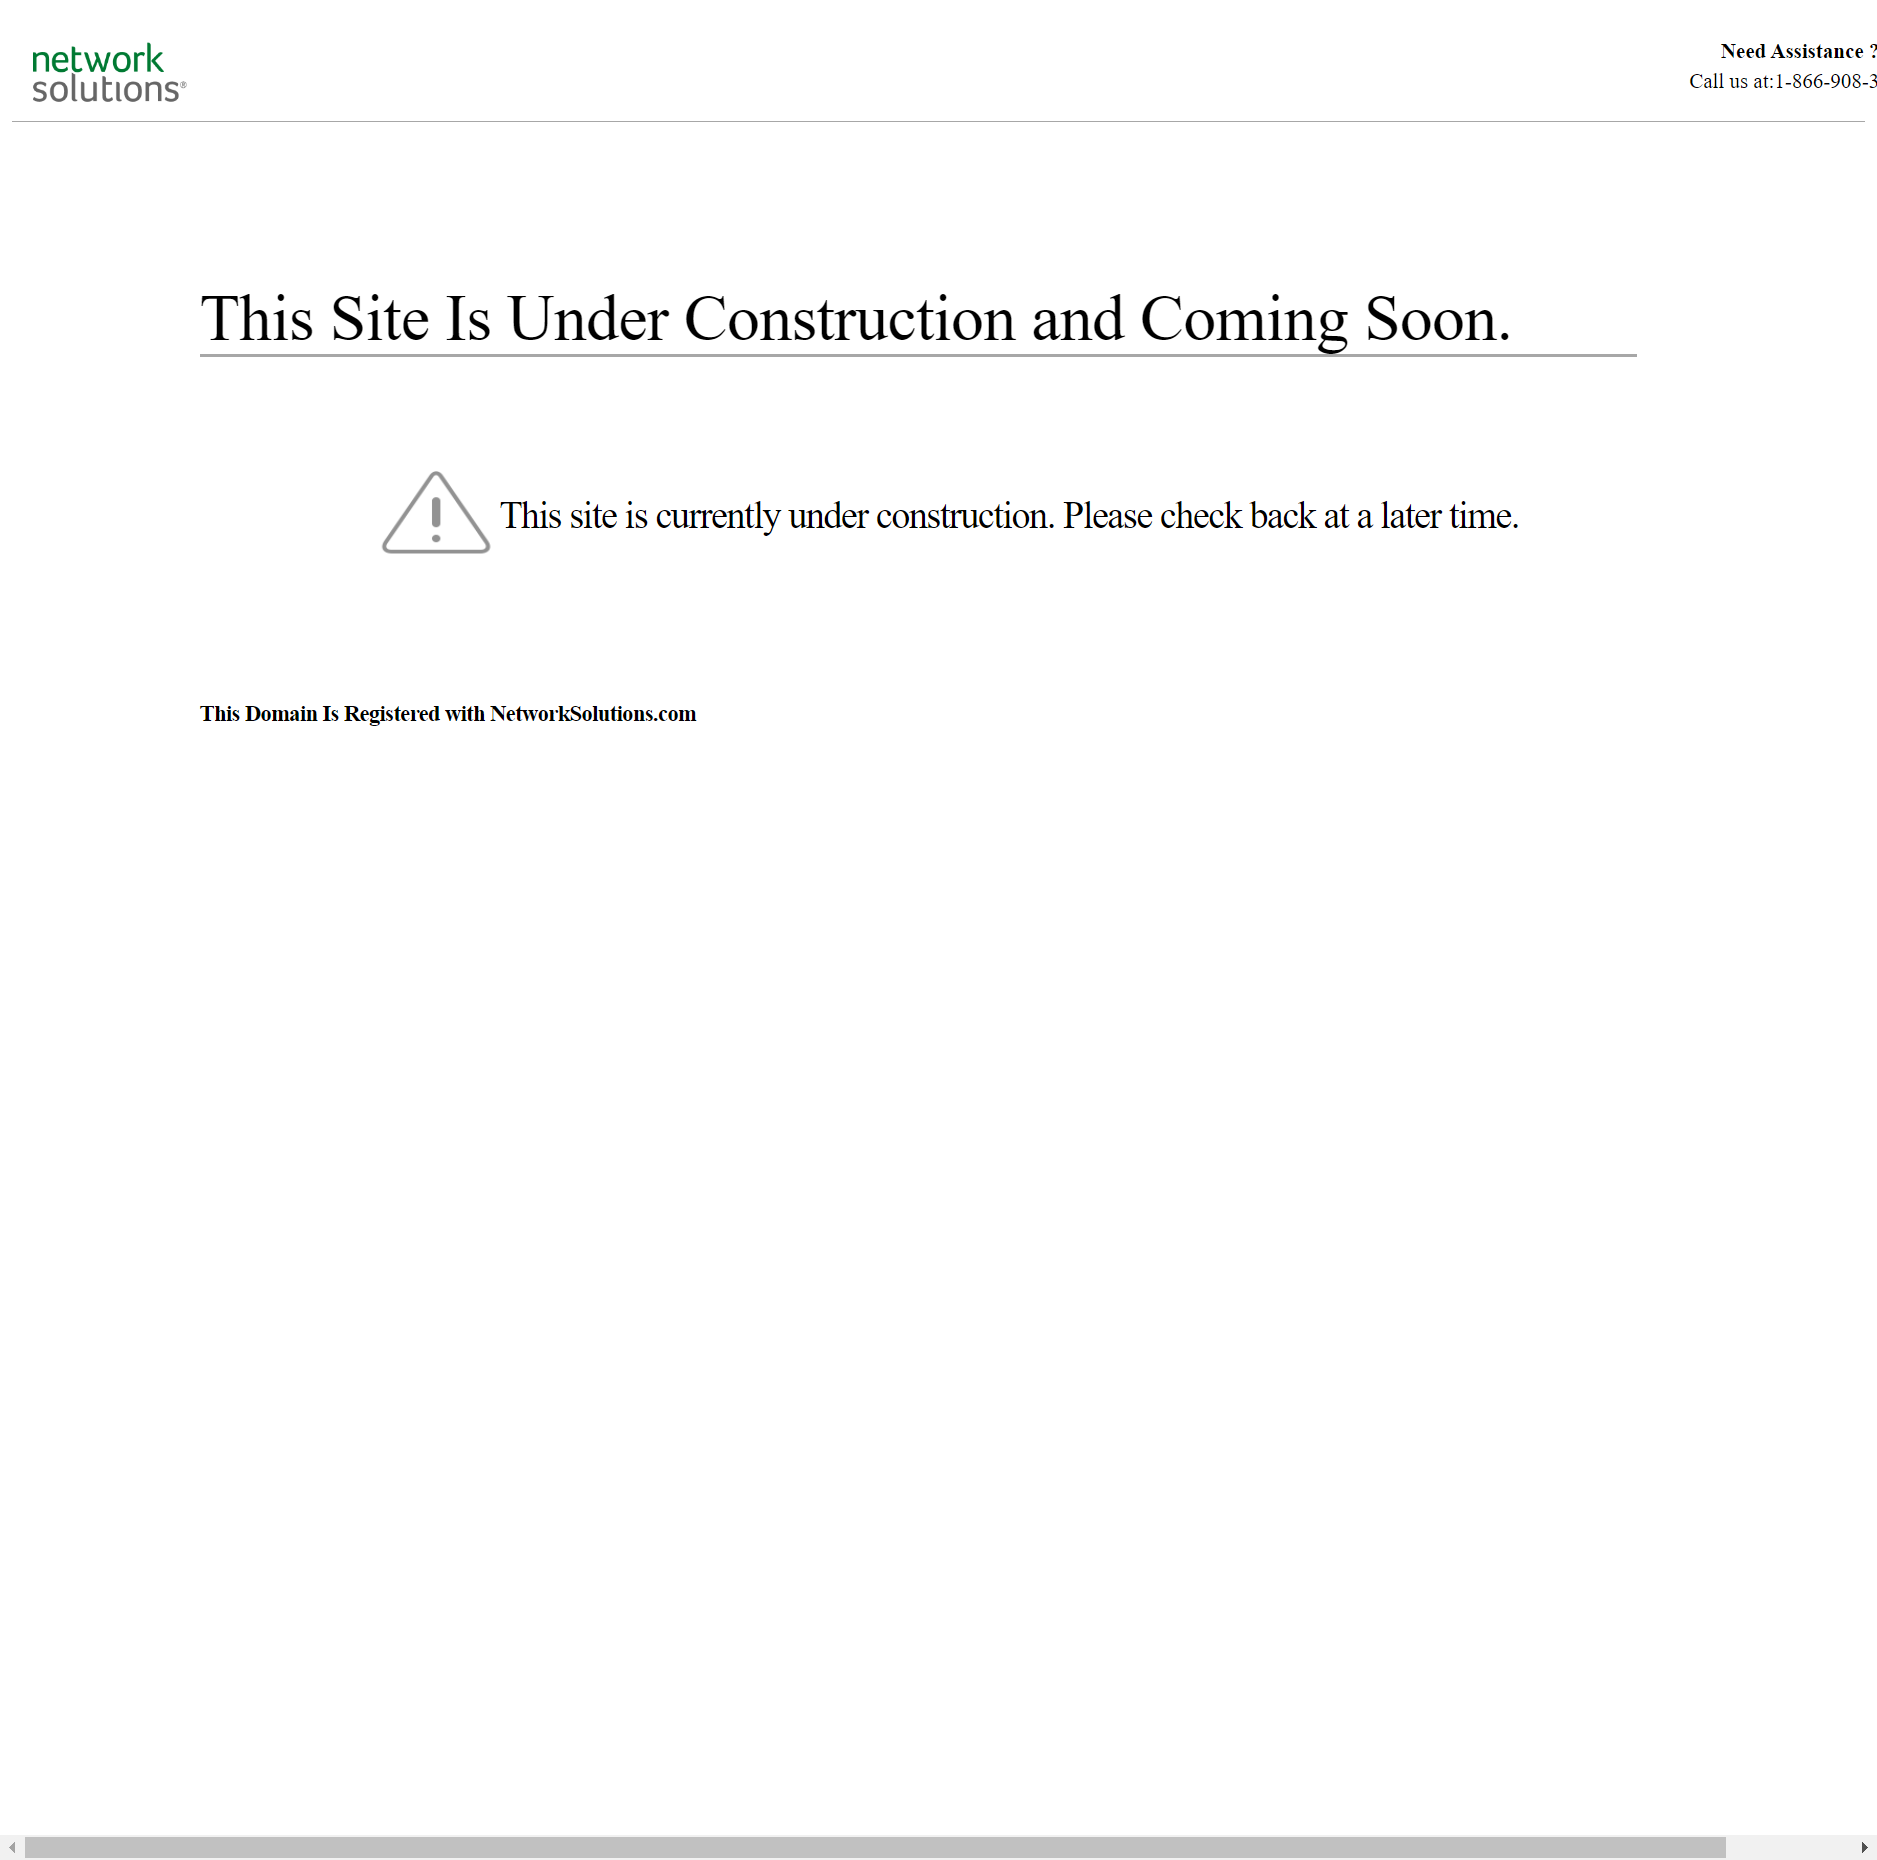 network
solutions®
Need Assistance ?
Call us at:1-866-908-3
This Site Is Under Construction and Coming Soon.
This site is currently under construction. Please check back at a later time.
This Domain Is Registered with NetworkSolutions.com